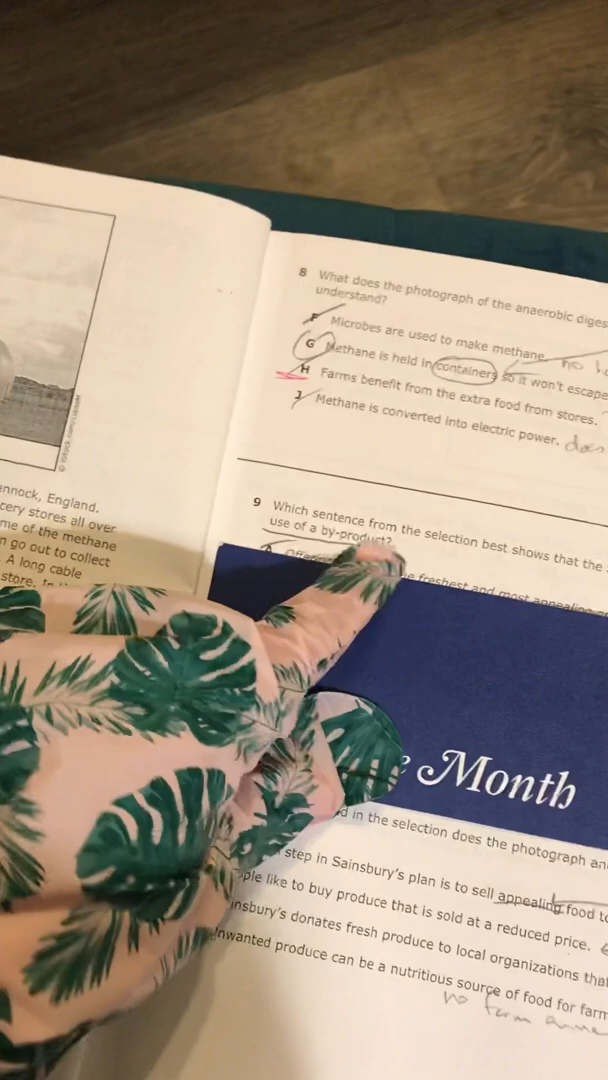 © iStock.com/
nnock, England.
cery stores all over
me of the methane
n go out to collect
. A long cable
store. In
8 What does the photograph of the anaerobic diges
understand?
F Microbes are used to make methane.
no
G Methane is held in containers so it won't escape
H Farms benefit from the extra food from stores.
J Methane is converted into electric power.
does
9 Which sentence from the selection best shows that the
use of a by-product?
A
e freshest and most appealing
e Month
d in the selection does the photograph an
step in Sainsbury's plan is to sell appealing food to
ple like to buy produce that is sold at a reduced price.
insbury's donates fresh produce to local organizations that
nwanted produce can be a nutritious source of food for farm
no farm